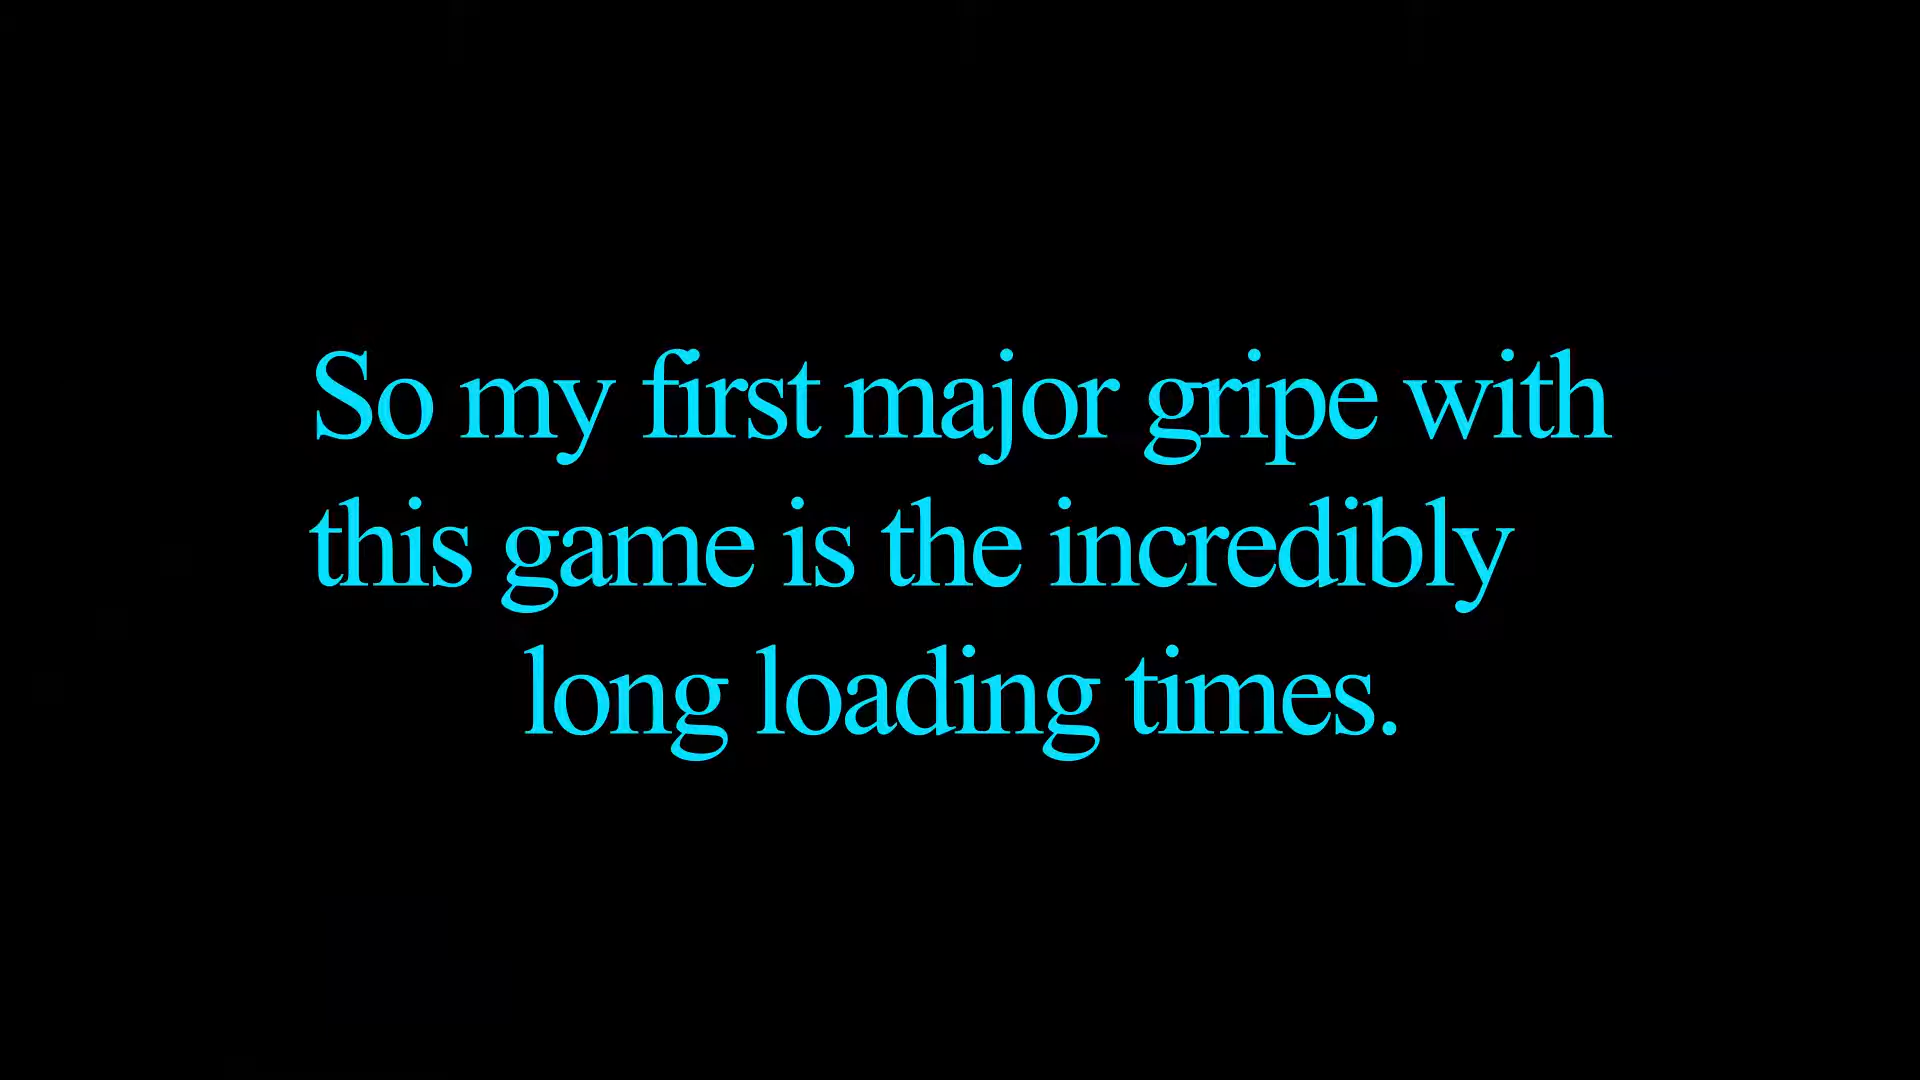 So my first major gripe with
this game is the incredibly
long loading times.